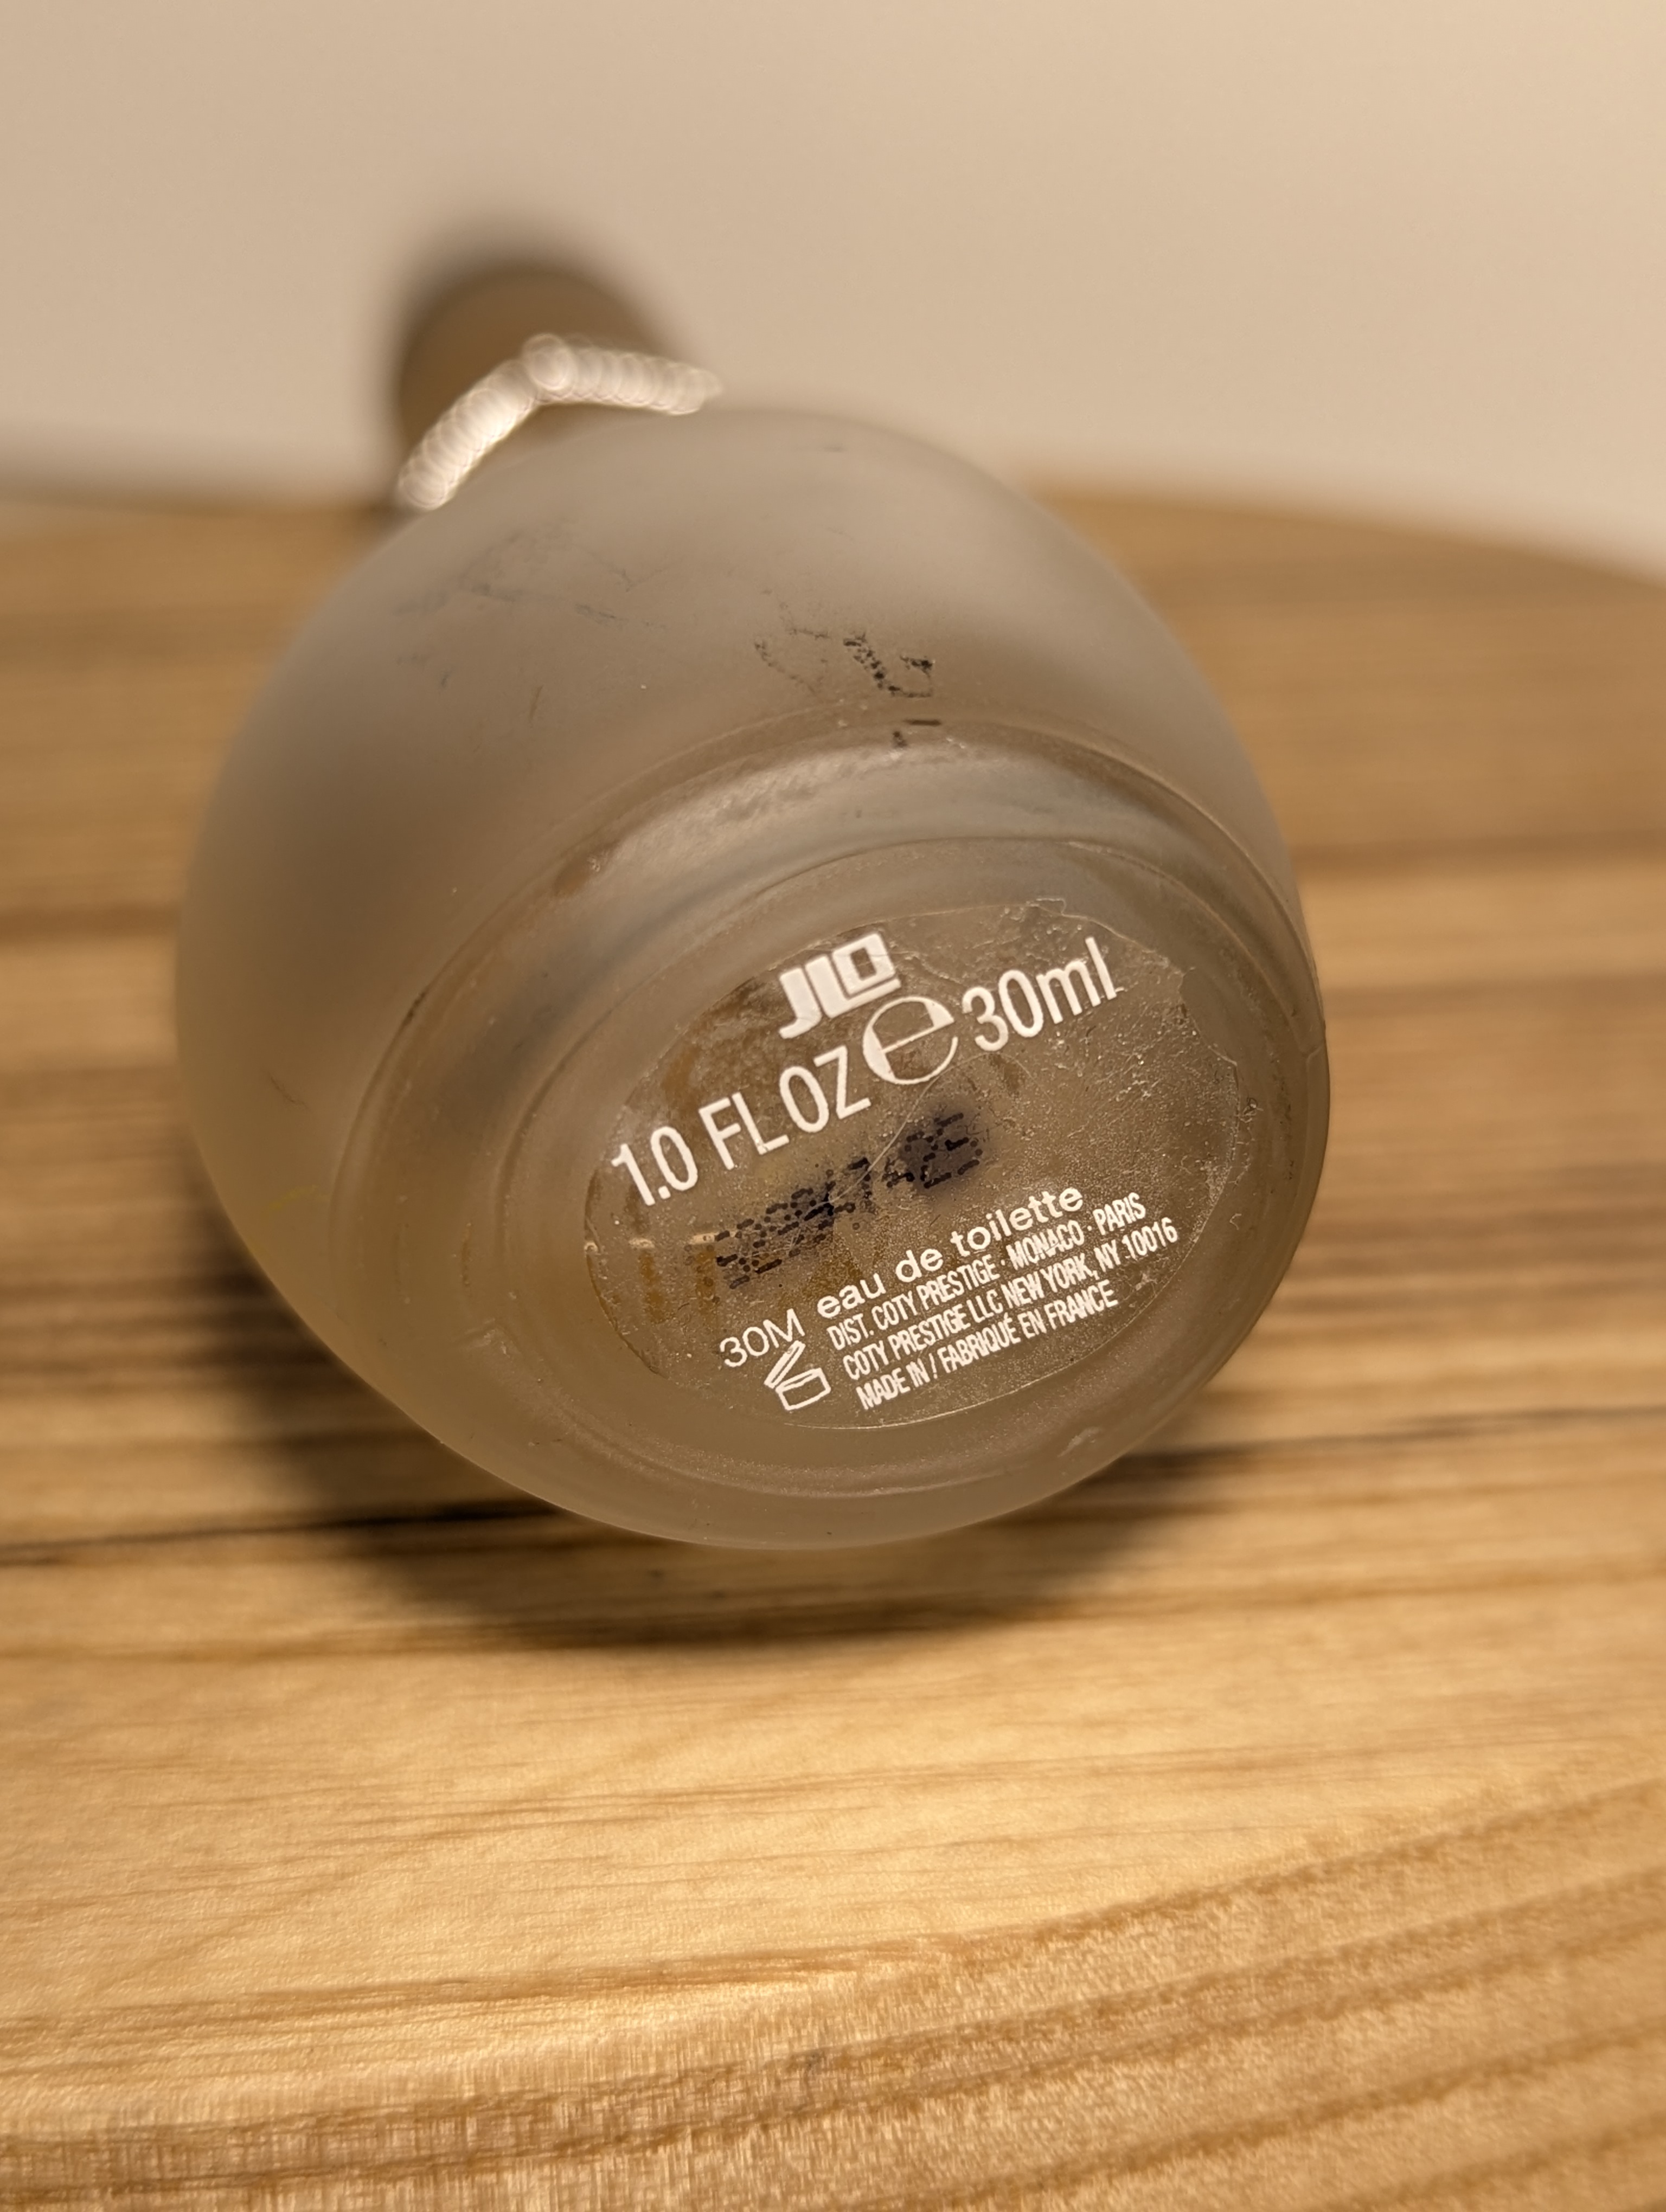 JLO
1.0 FL OZ e 30ml
eau de toilette
30M
DIST. COTY PRESTIGE · MONACO · PARIS
COTY PRESTIGE LLC NEW YORK, NY 10016
MADE IN / FABRIQUÉ EN FRANCE